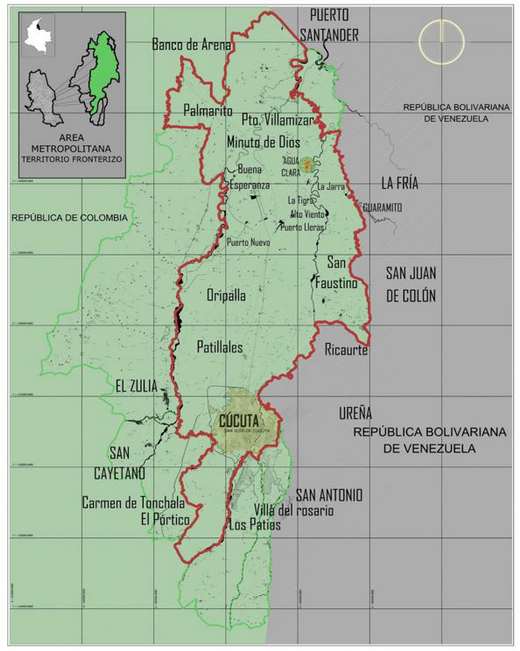 PUERTO
SANTANDER
Banco de Arena
Palmarito
Pto. Villamizar
REPÚBLICA BOLIVARIANA
DE VENEZUELA
AREA
METROPOLITANA
TERRITORIO FRONTERIZO
Minuto de Dios
AGUA
CLARA
Buena
Esperanza
La Jarra
LA FRÍA
La Tigra
GUARAMITO
REPÚBLICA DE COLOMBIA
Alto Viento
Puerto Lleras
Puerto Nuevo
San
Faustino
SAN JUAN
DE COLÓN
Oripalla
Patillales
Ricaurte
EL ZULIA
CÚCUTA
SAN JOSÉ DE CÚCUTA
UREÑA
REPÚBLICA BOLIVARIANA
DE VENEZUELA
SAN
CAYETANO
SAN ANTONIO
Carmen de Tonchala
Villa del rosario
El Pórtico
Los Patios